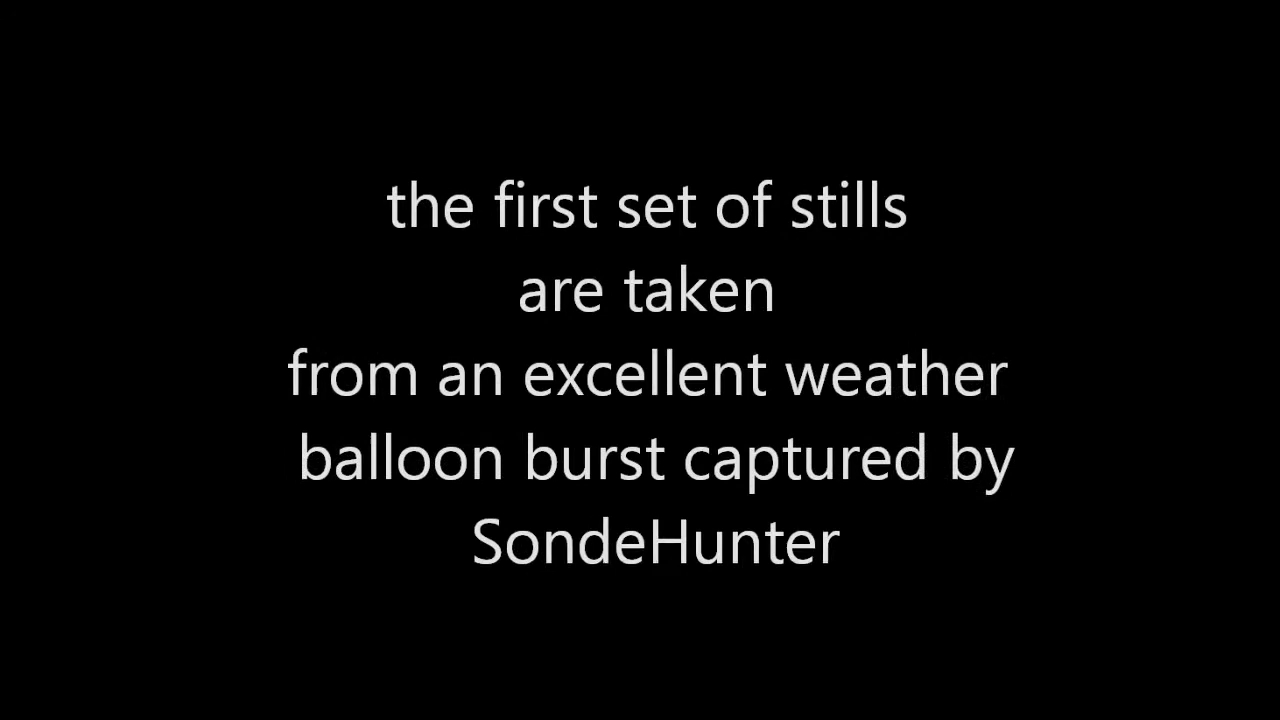 the first set of stills
are taken
from an excellent weather
balloon burst captured by
SondeHunter